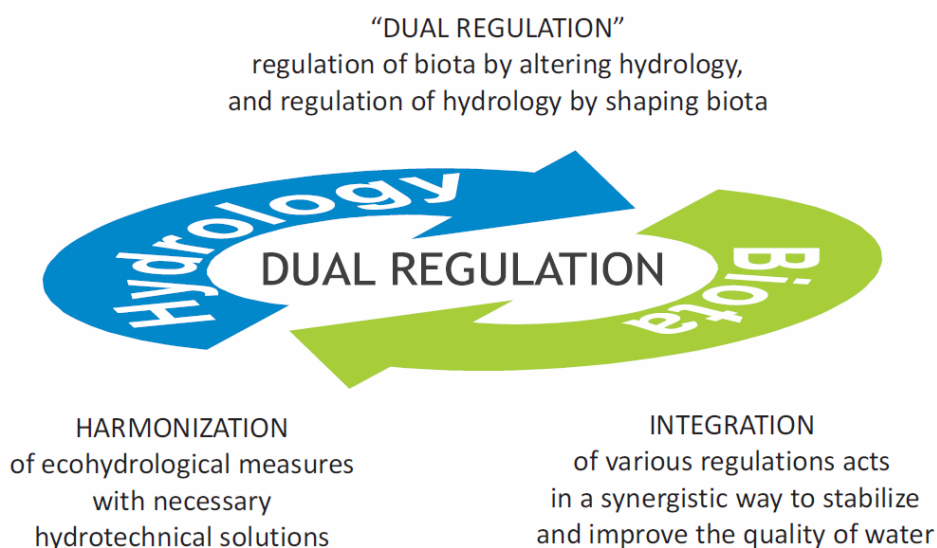 “DUAL REGULATION”
regulation of biota by altering hydrology,
and regulation of hydrology by shaping biota
Hydrology
DUAL REGULATION
Biota
HARMONIZATION
of ecohydrological measures
with necessary
hydrotechnical solutions
INTEGRATION
of various regulations acts
in a synergistic way to stabilize
and improve the quality of water